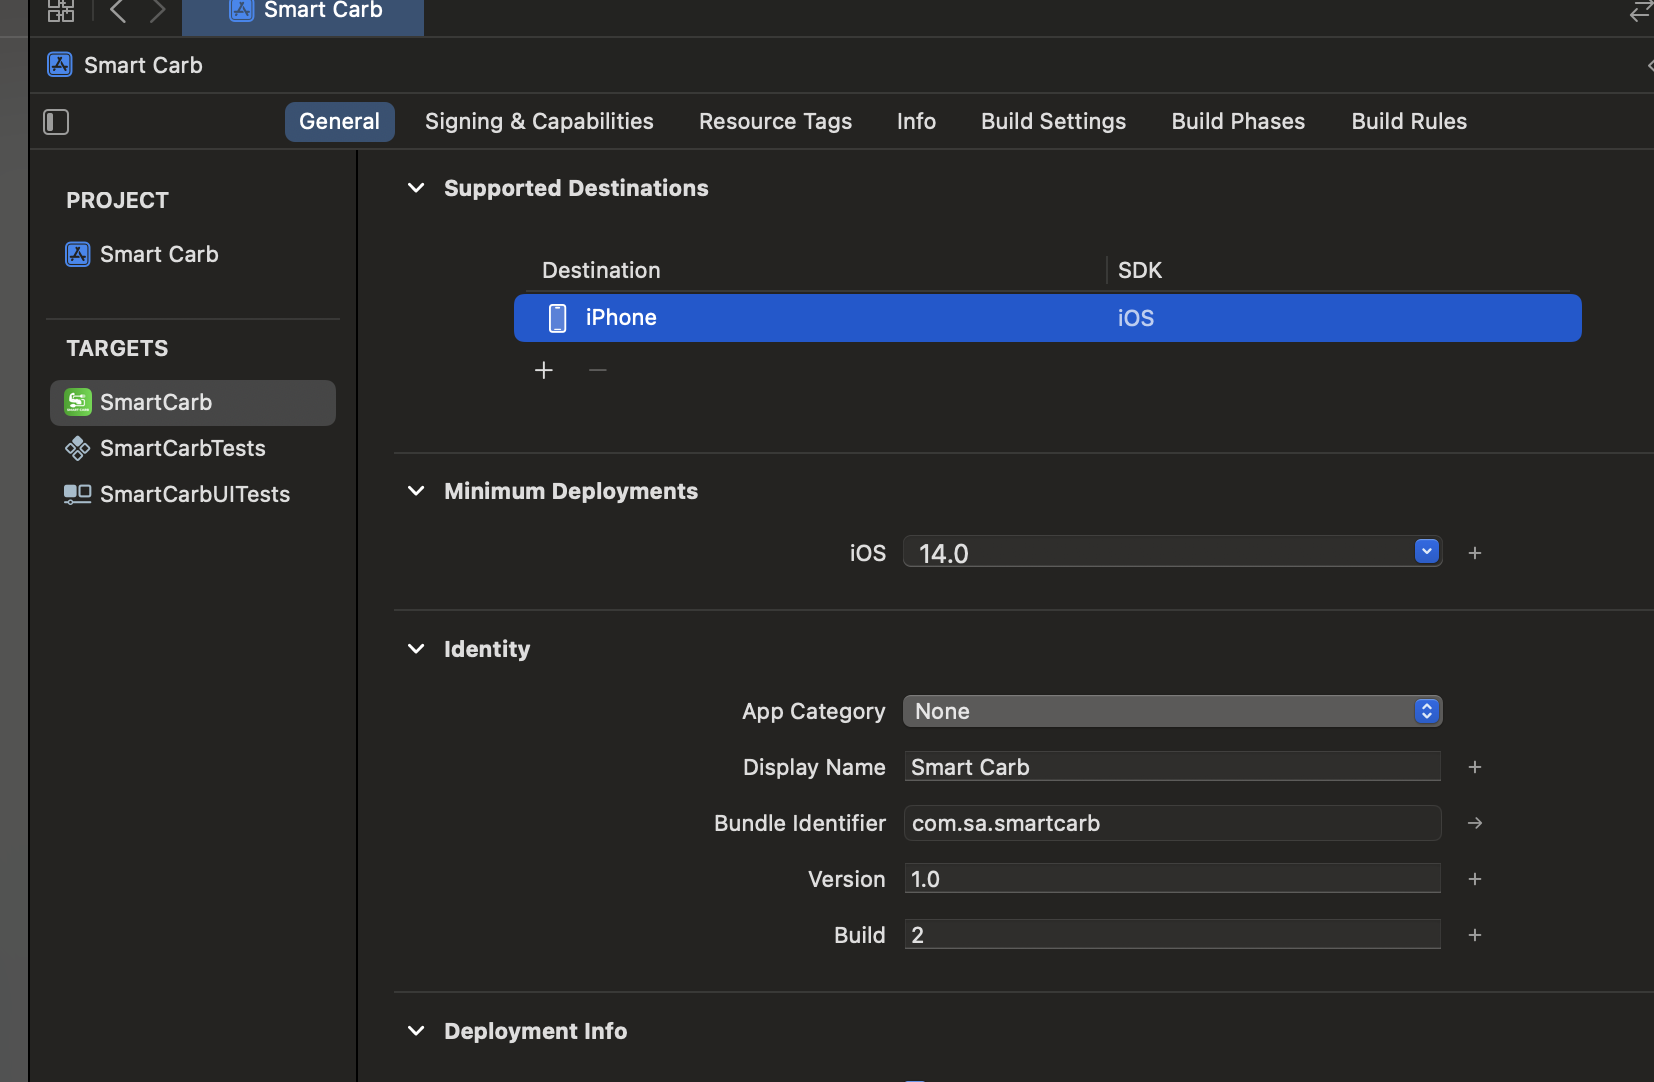 Smart Carb
Smart Carb
General
Signing & Capabilities
Resource Tags
Info
Build Settings
Build Phases
Build Rules
PROJECT
Smart Carb
TARGETS
SmartCarb
SmartCarbTests
SmartCarbUITests
Supported Destinations
Destination
SDK
iPhone
iOS
Minimum Deployments
iOS
14.0
Identity
App Category
None
Display Name
Smart Carb
Bundle Identifier
com.sa.smartcarb
Version
1.0
Build
2
Deployment Info